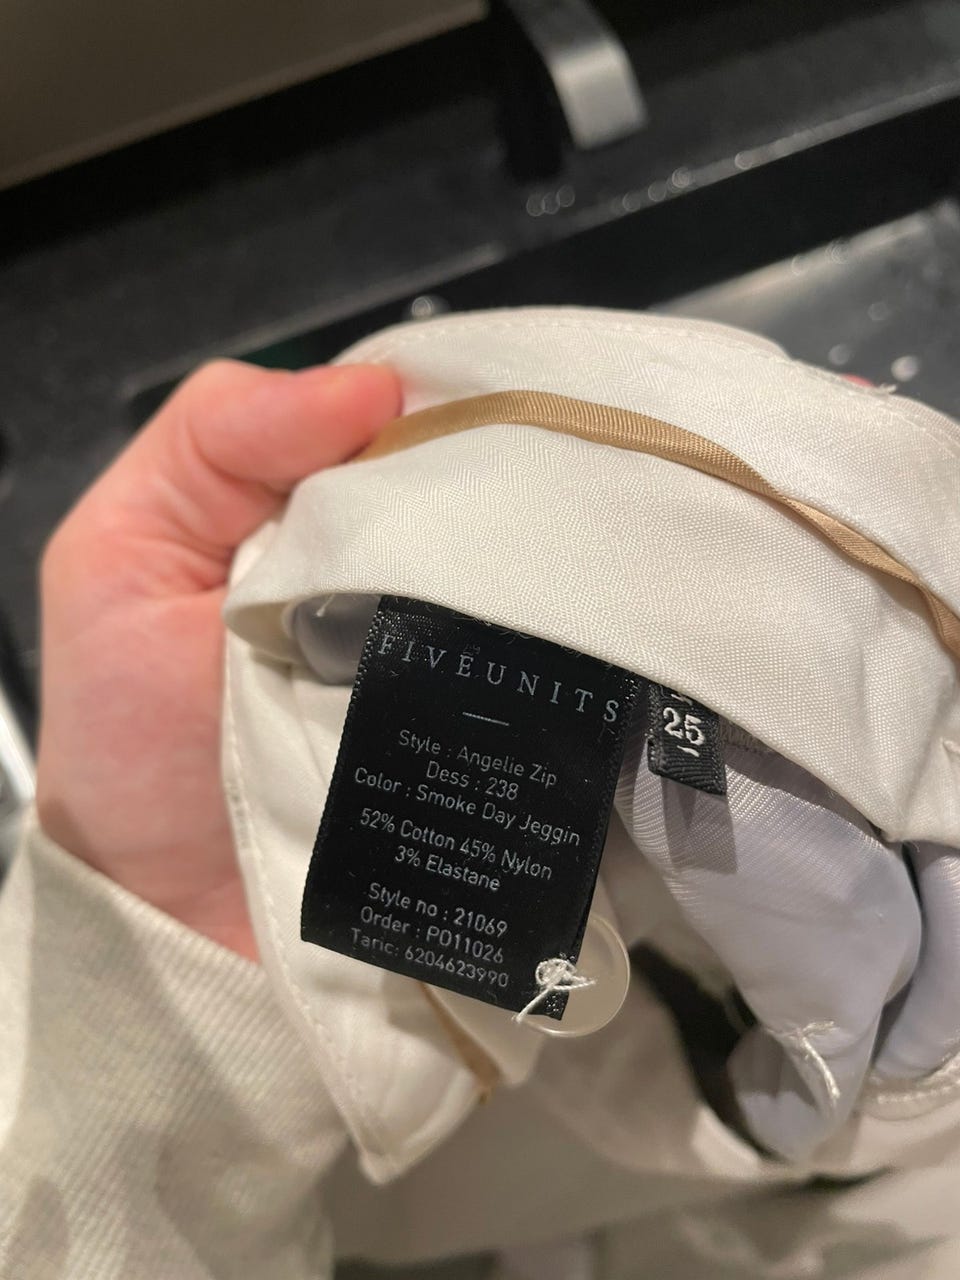 FIVEUNITS
Style : Angelie Zip
Dess : 238
Color : Smoke Day Jeggin
52% Cotton 45% Nylon
3% Elastane
Style no : 21069
Order : PO11026
Taric: 6204623990
25